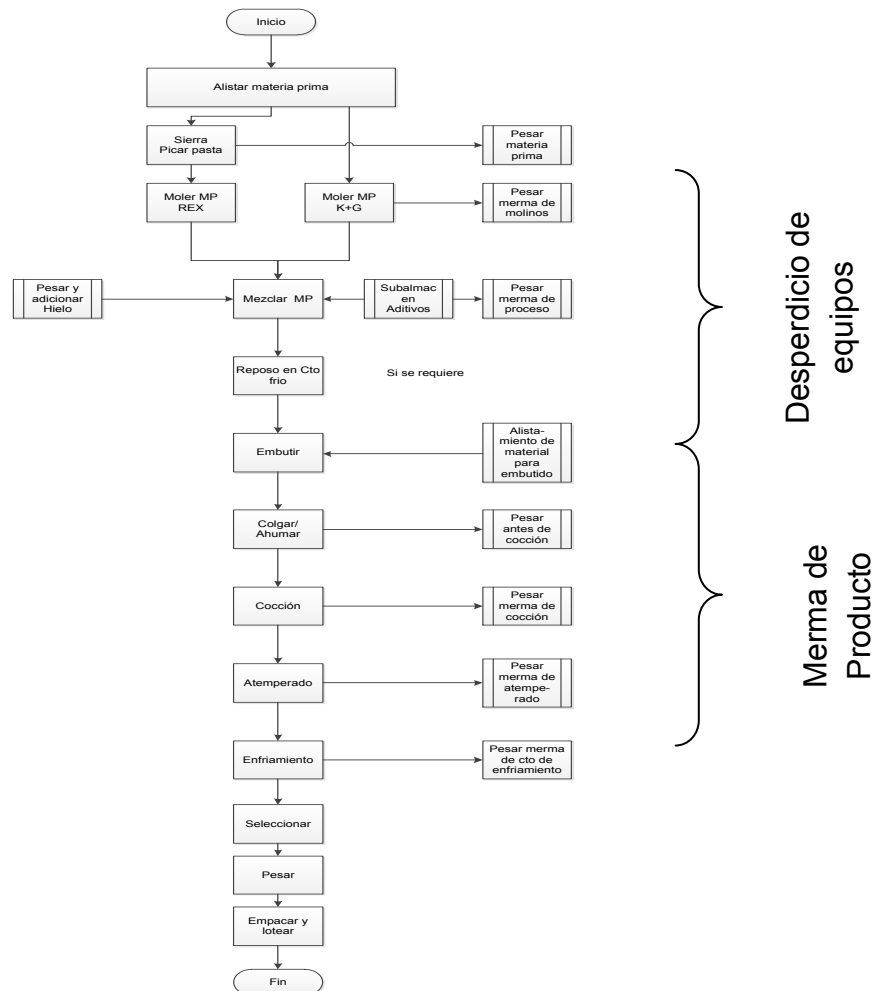 Inicio
Alistar materia prima
Sierra
Picar pasta
Pesar
materia
prima
Moler MP
REX
Moler MP
K+G
Pesar
merma de
molinos
Pesar y
adicionar
Hielo
Mezclar MP
Subalmac
en
Aditivos
Pesar
merma de
proceso
Reposo en Cto
frio
Si se requiere
Embutir
Alista-
miento de
material
para
embutido
Colgar/
Ahumar
Pesar
antes de
cocción
Cocción
Pesar
merma de
cocción
Atemperado
Pesar
merma de
atempe-
rado
Enfriamiento
Pesar merma
de cto de
enfriamiento
Seleccionar
Pesar
Empacar y
lotear
Fin
Desperdicio de
equipos
Merma de
Producto